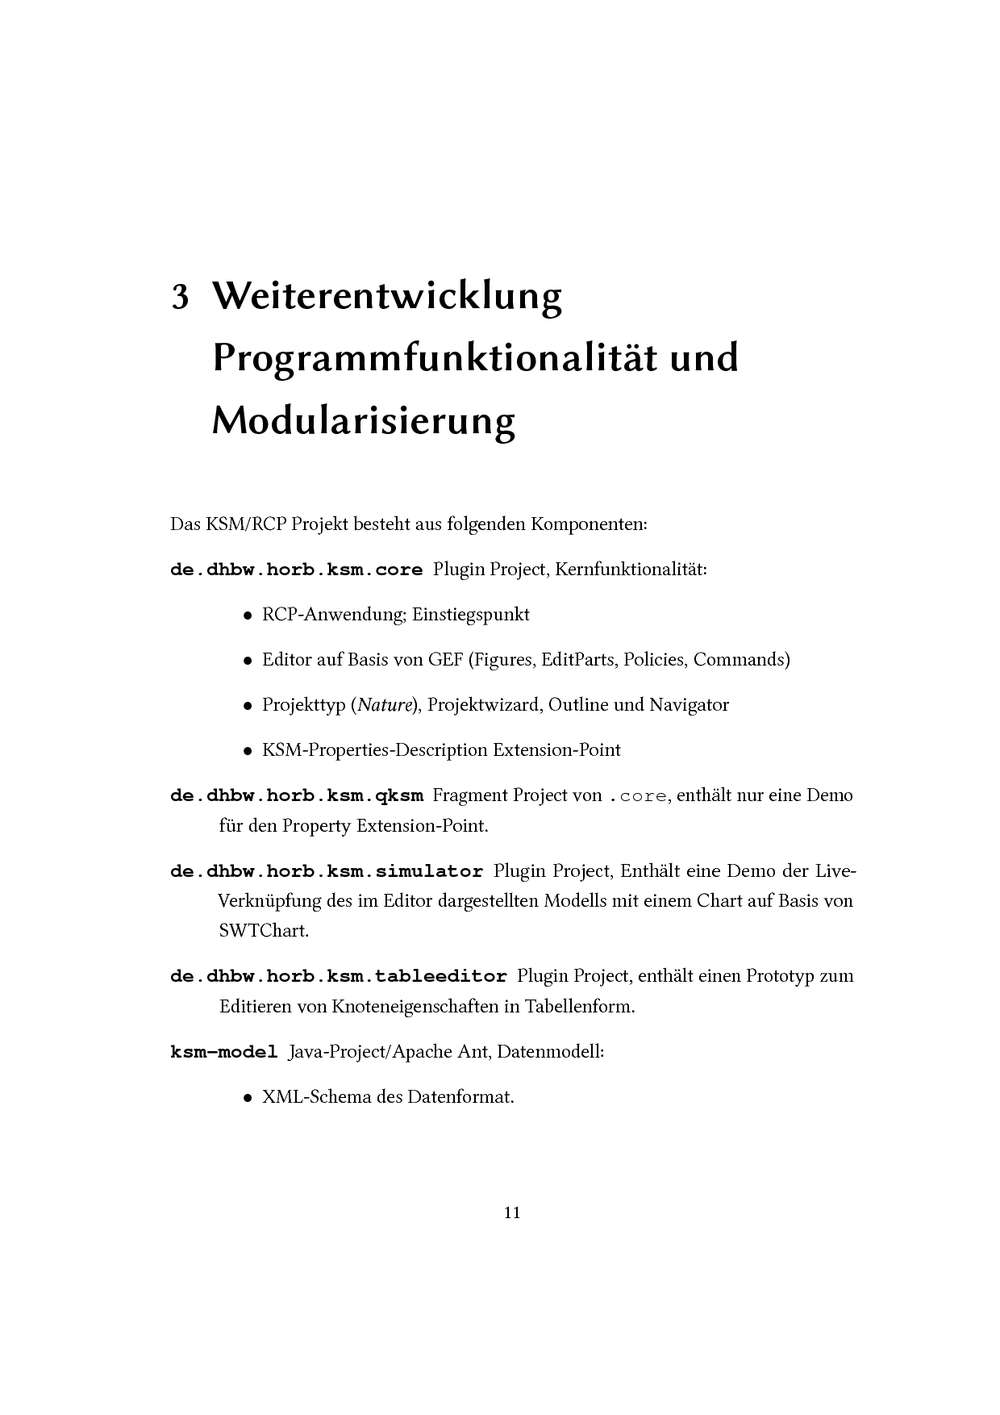 3 Weiterentwicklung
Programmfunktionalität und
Modularisierung
Das KSM/RCP Projekt besteht aus folgenden Komponenten:
de.dhbw.horb.ksm.core Plugin Project, Kernfunktionalität:
• RCP-Anwendung; Einstiegspunkt
• Editor auf Basis von GEF (Figures, EditParts, Policies, Commands)
• Projekttyp (Nature), Projektwizard, Outline und Navigator
• KSM-Properties-Description Extension-Point
de.dhbw.horb.ksm.qksm Fragment Project von .core, enthält nur eine Demo
für den Property Extension-Point.
de.dhbw.horb.ksm.simulator Plugin Project, Enthält eine Demo der Live-
Verknüpfung des im Editor dargestellten Modells mit einem Chart auf Basis von
SWTChart.
de.dhbw.horb.ksm.tableeditor Plugin Project, enthält einen Prototyp zum
Editieren von Knoteneigenschaften in Tabellenform.
ksm-model Java-Project/Apache Ant, Datenmodell:
• XML-Schema des Datenformat.
11